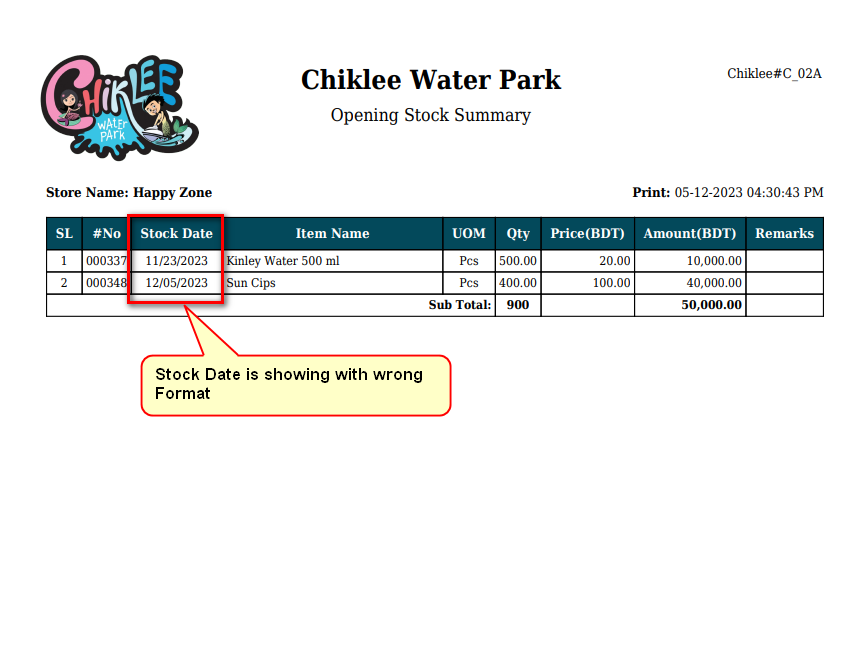 CHIKLEE
WATER
PARK
Chiklee Water Park
Chiklee#C_02A
Opening Stock Summary
Store Name: Happy Zone
Print: 05-12-2023 04:30:43 PM
SL #No Stock Date Item Name UOM Qty Price(BDT) Amount(BDT) Remarks
1 000337 11/23/2023 Kinley Water 500 ml Pcs 500.00 20.00 10,000.00
2 000348 12/05/2023 Sun Cips Pcs 400.00 100.00 40,000.00
Sub Total: 900 50,000.00
Stock Date is showing with wrong
Format